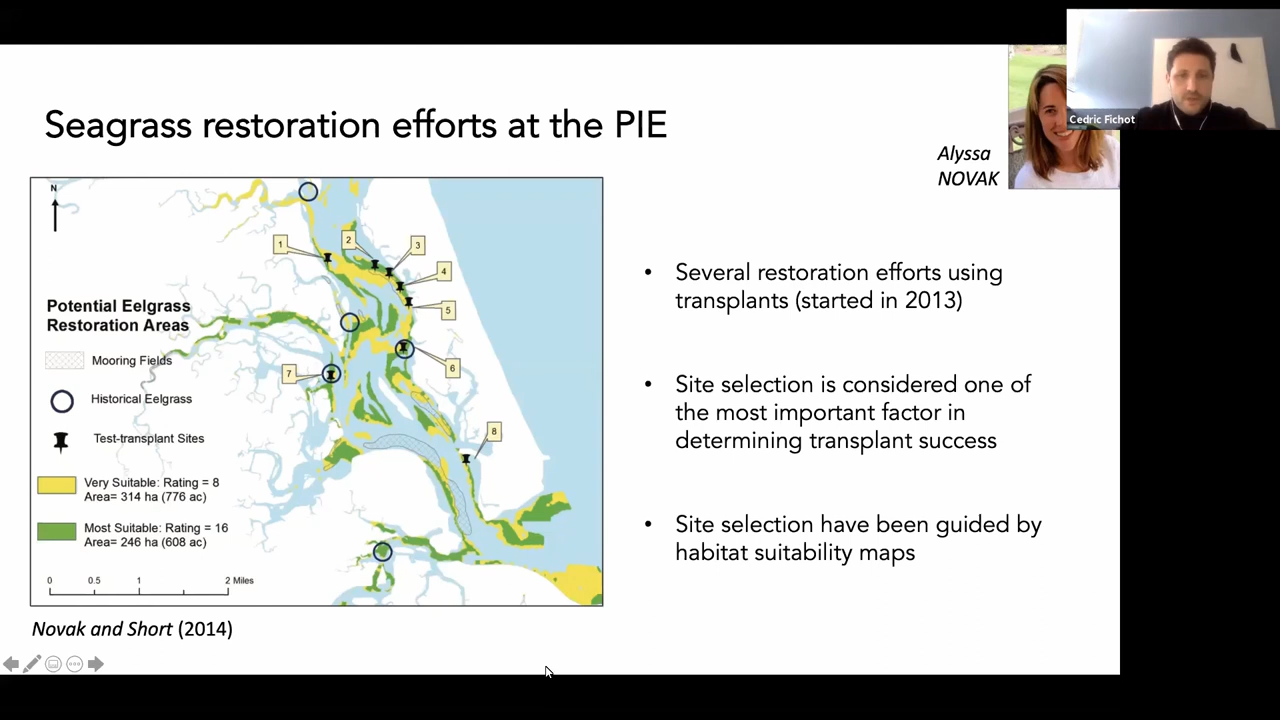 Cedric Fichot
Seagrass restoration efforts at the PIE
Alyssa
NOVAK
N
1
2
3
4
5
6
7
8
Potential Eelgrass
Restoration Areas
Mooring Fields
Historical Eelgrass
Test-transplant Sites
Very Suitable: Rating = 8
Area= 314 ha (776 ac)
Most Suitable: Rating = 16
Area= 246 ha (608 ac)
0 0.5 1 2 Miles
Novak and Short (2014)
• Several restoration efforts using
transplants (started in 2013)
• Site selection is considered one of
the most important factor in
determining transplant success
• Site selection have been guided by
habitat suitability maps